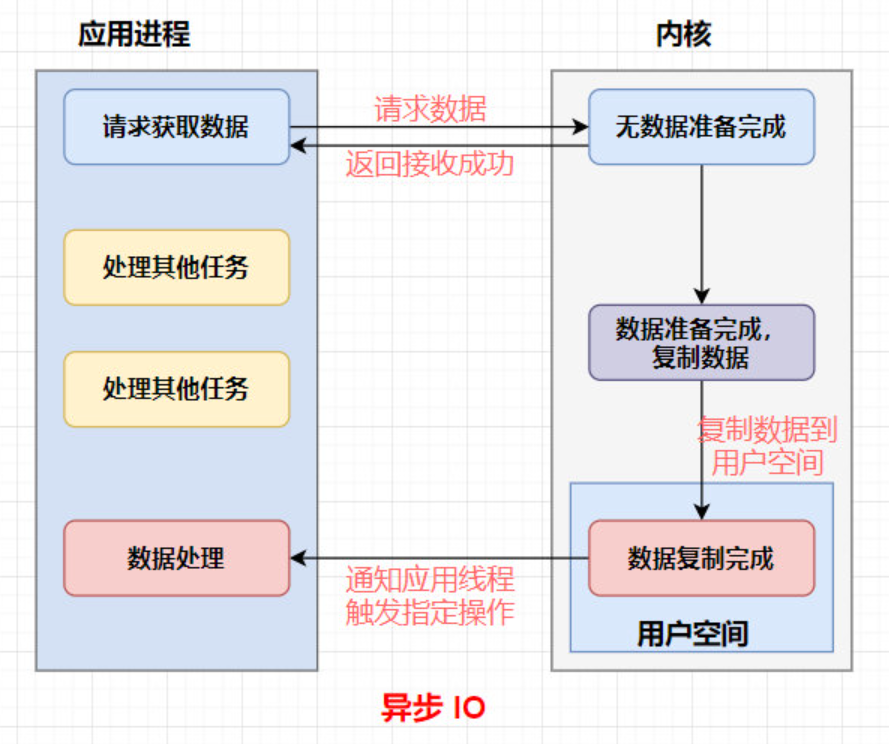 应用进程
内核
请求获取数据
请求数据
返回接收成功
无数据准备完成
处理其他任务
数据准备完成,
复制数据
处理其他任务
复制数据到
用户空间
数据处理
通知应用线程
触发指定操作
数据复制完成
用户空间
异步 IO